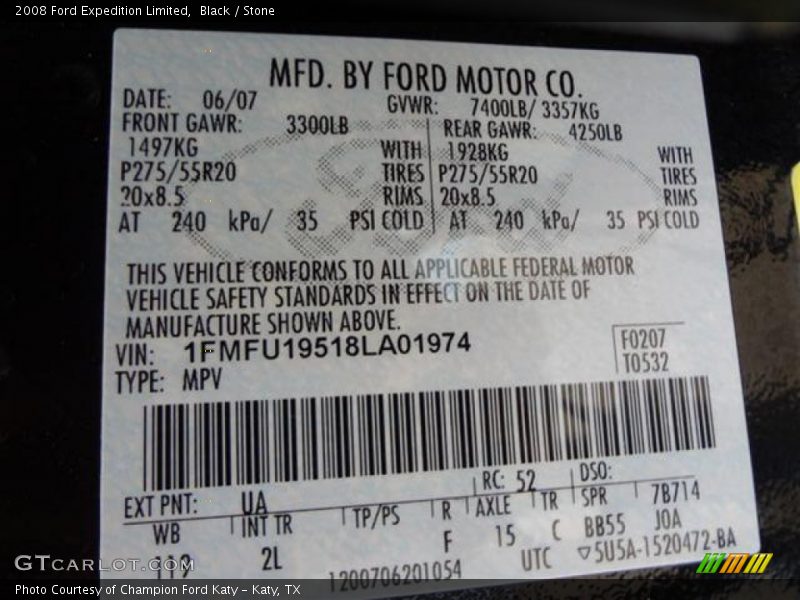 2008 Ford Expedition Limited, Black / Stone
MFD. BY FORD MOTOR CO.
DATE: 06/07 GVWR: 7400LB/ 3357KG
FRONT GAWR: 3300LB REAR GAWR: 4250LB
1497KG WITH 1928KG WITH
P275/55R20 TIRES P275/55R20 TIRES
20x8.5 RIMS 20x8.5 RIMS
AT 240 kPa/ 35 PSI COLD AT 240 kPa/ 35 PSI COLD
THIS VEHICLE CONFORMS TO ALL APPLICABLE FEDERAL MOTOR
VEHICLE SAFETY STANDARDS IN EFFECT ON THE DATE OF
MANUFACTURE SHOWN ABOVE.
VIN: 1FMFU19518LA01974 F0207
TYPE: MPV T0532
EXT PNT: UA RC: 52 DSO:
WB INT TR TP/PS R AXLE TR SPR 7B714
119 2L F 15 C BB55 JOA
1200706201054 UTC ▽5U5A-1520472-BA
GTCARLOT.COM
Photo Courtesy of Champion Ford Katy - Katy, TX